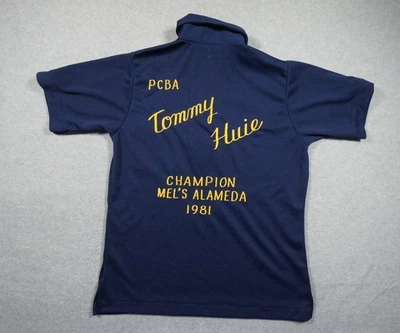 PCBA
Tommy
Huie
CHAMPION
MEL'S ALAMEDA
1981